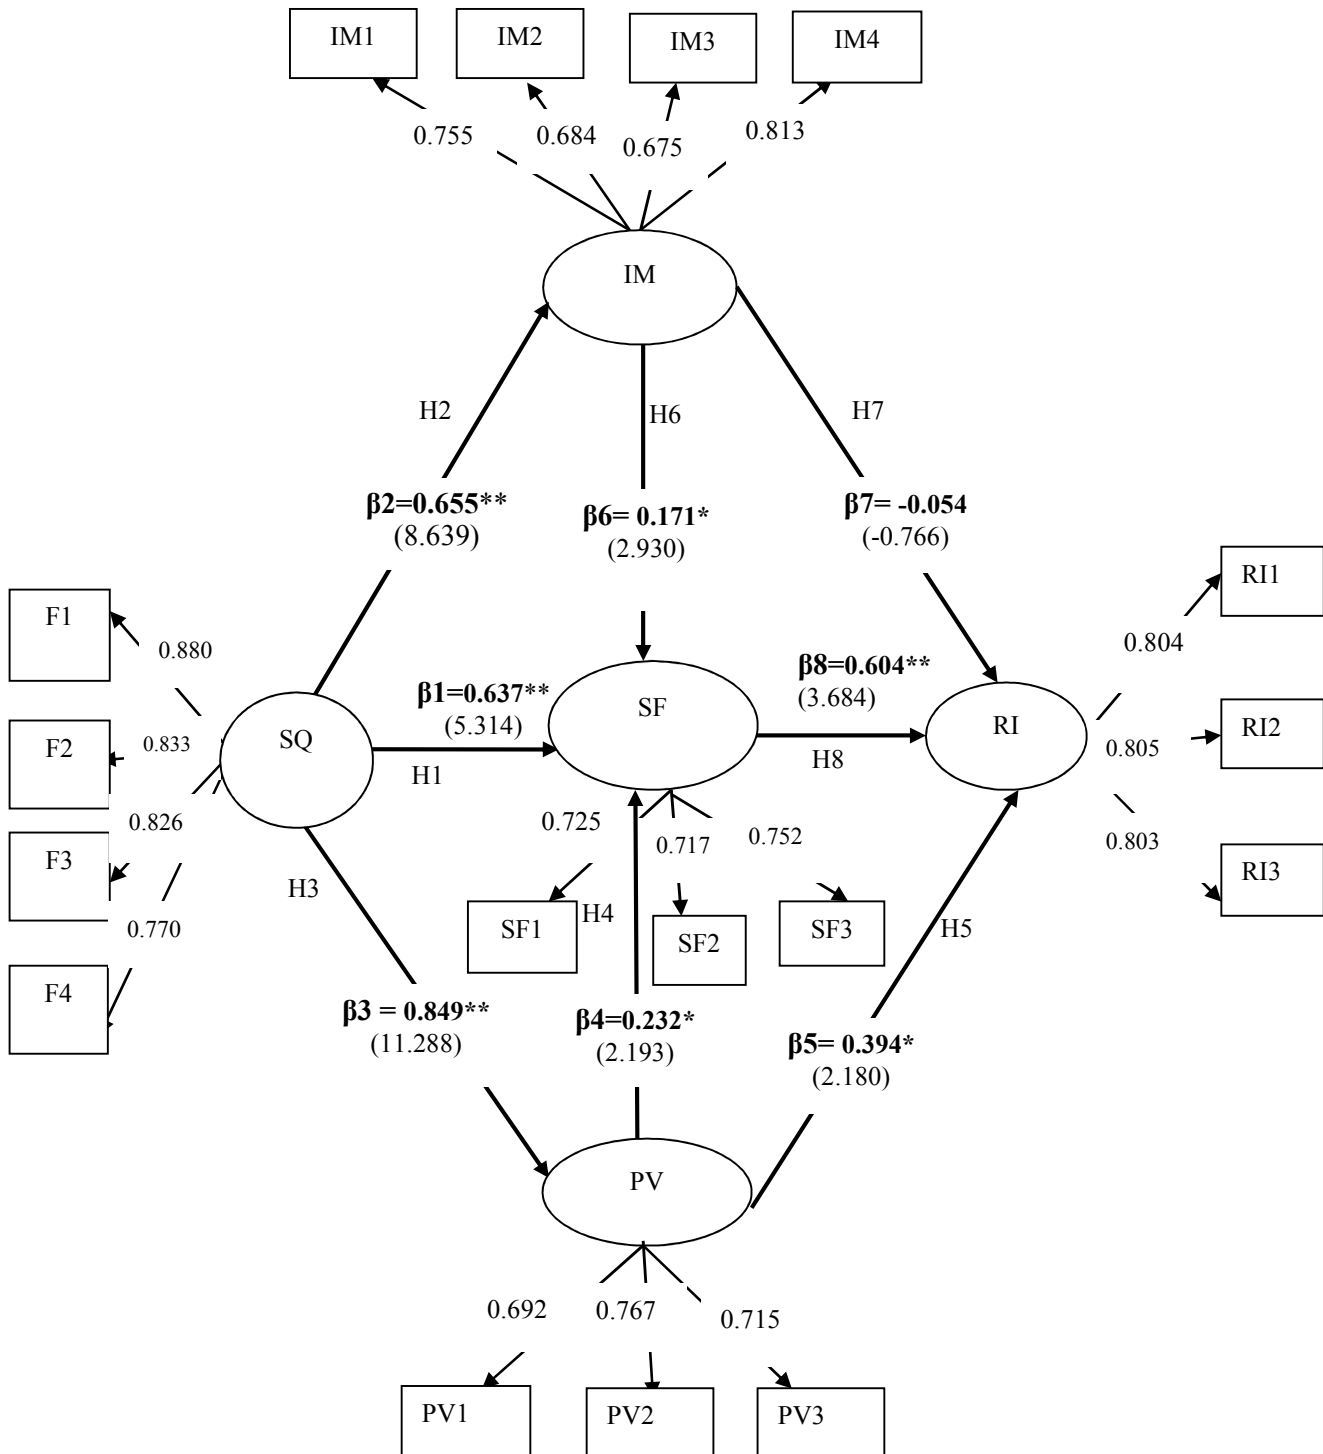 IM1
IM2
IM3
IM4
0.755
0.684
0.675
0.813
IM
H2
H6
H7
β2=0.655**
(8.639)
β6= 0.171*
(2.930)
β7= -0.054
(-0.766)
F1
0.880
F2
0.833
F3
0.826
F4
0.770
SQ
β1=0.637**
(5.314)
H1
SF
β8=0.604**
(3.684)
H8
RI
0.804
RI1
0.805
RI2
0.803
RI3
0.725
0.717
0.752
SF1
SF2
SF3
H3
H4
H5
β3 = 0.849**
(11.288)
β4=0.232*
(2.193)
β5= 0.394*
(2.180)
PV
0.692
0.767
0.715
PV1
PV2
PV3